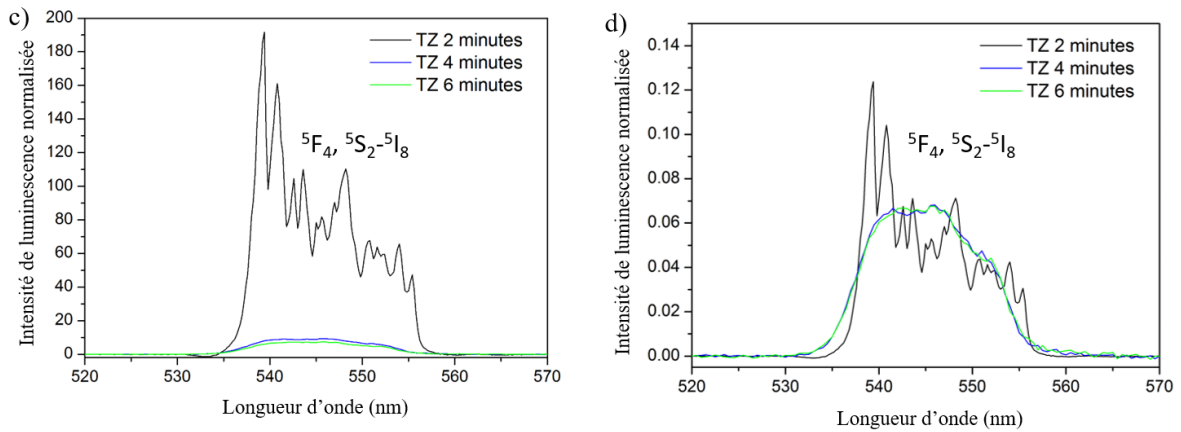 c)
200
180
160
140
120
100
80
60
40
20
0
520
530
540
550
560
570
Intensité de luminescence normalisée
Longueur d'onde (nm)
TZ 2 minutes
TZ 4 minutes
TZ 6 minutes
⁵F₄, ⁵S₂-⁵I₈
d)
0.14
0.12
0.10
0.08
0.06
0.04
0.02
0.00
520
530
540
550
560
570
Intensité de luminescence normalisée
Longueur d'onde (nm)
TZ 2 minutes
TZ 4 minutes
TZ 6 minutes
⁵F₄, ⁵S₂-⁵I₈